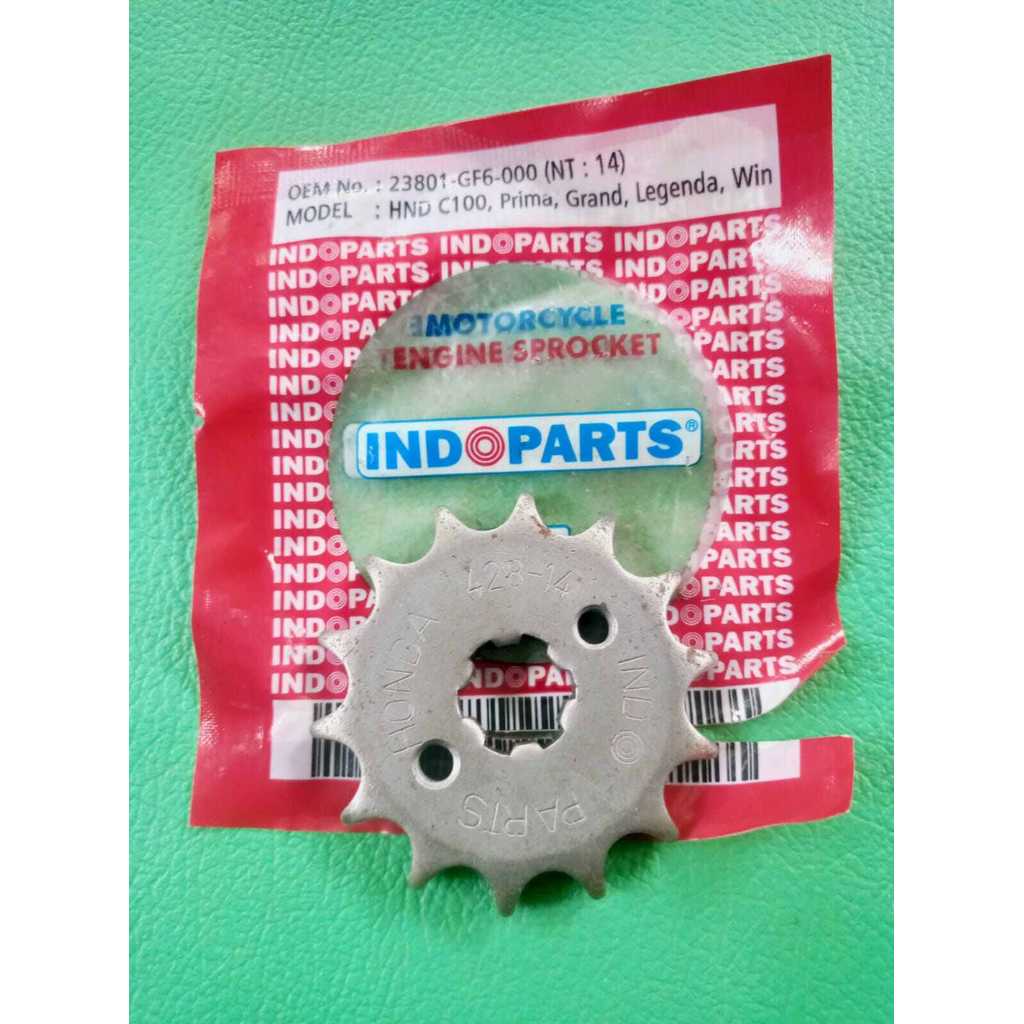 OEM No. : 23801-GF6-000 (NT : 14)
MODEL : HND C100, Prima, Grand, Legenda, Win
INDOPARTS INDOPARTS INDOPARTS
MOTORCYCLE
ENGINE SPROCKET
INDOPARTS®
428-14
HONDA
INDO
PARTS